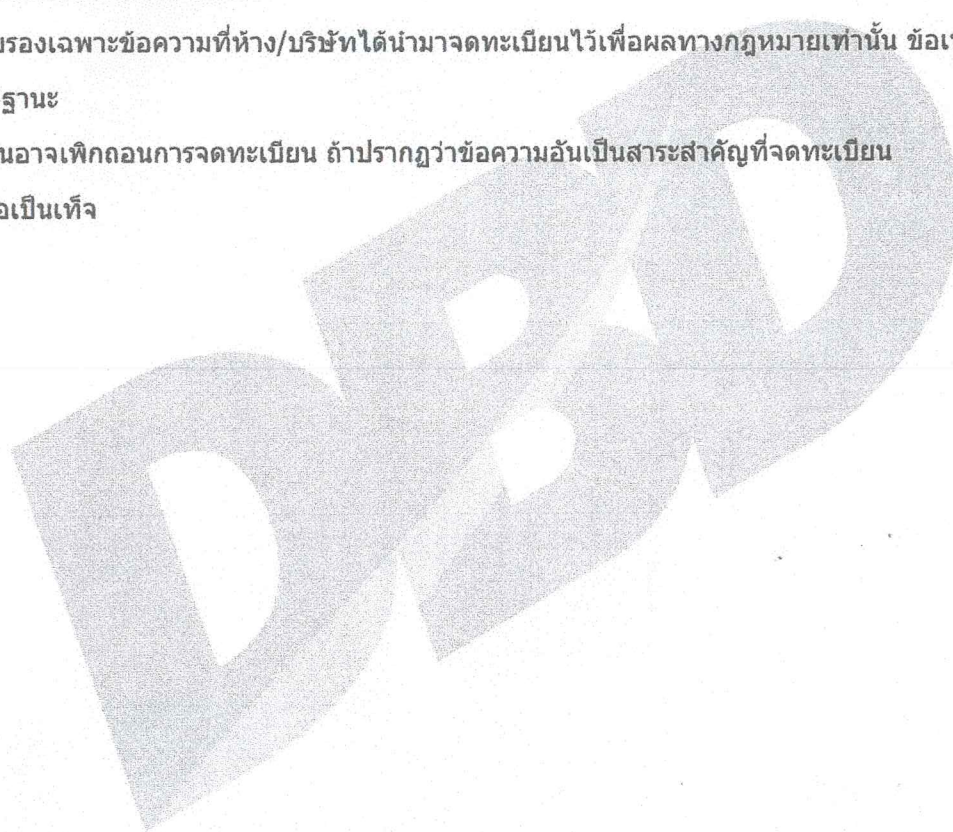 รองเฉพาะข้อความที่ห้าง/บริษัทได้นำมาจดทะเบียนไว้เพื่อผลทางกฎหมายเท่านั้น ข้อเ
ฐานะ
นอาจเพิกถอนการจดทะเบียน ถ้าปรากฏว่าข้อความอันเป็นสาระสำคัญที่จดทะเบียน
อเป็นเท็จ
DBD